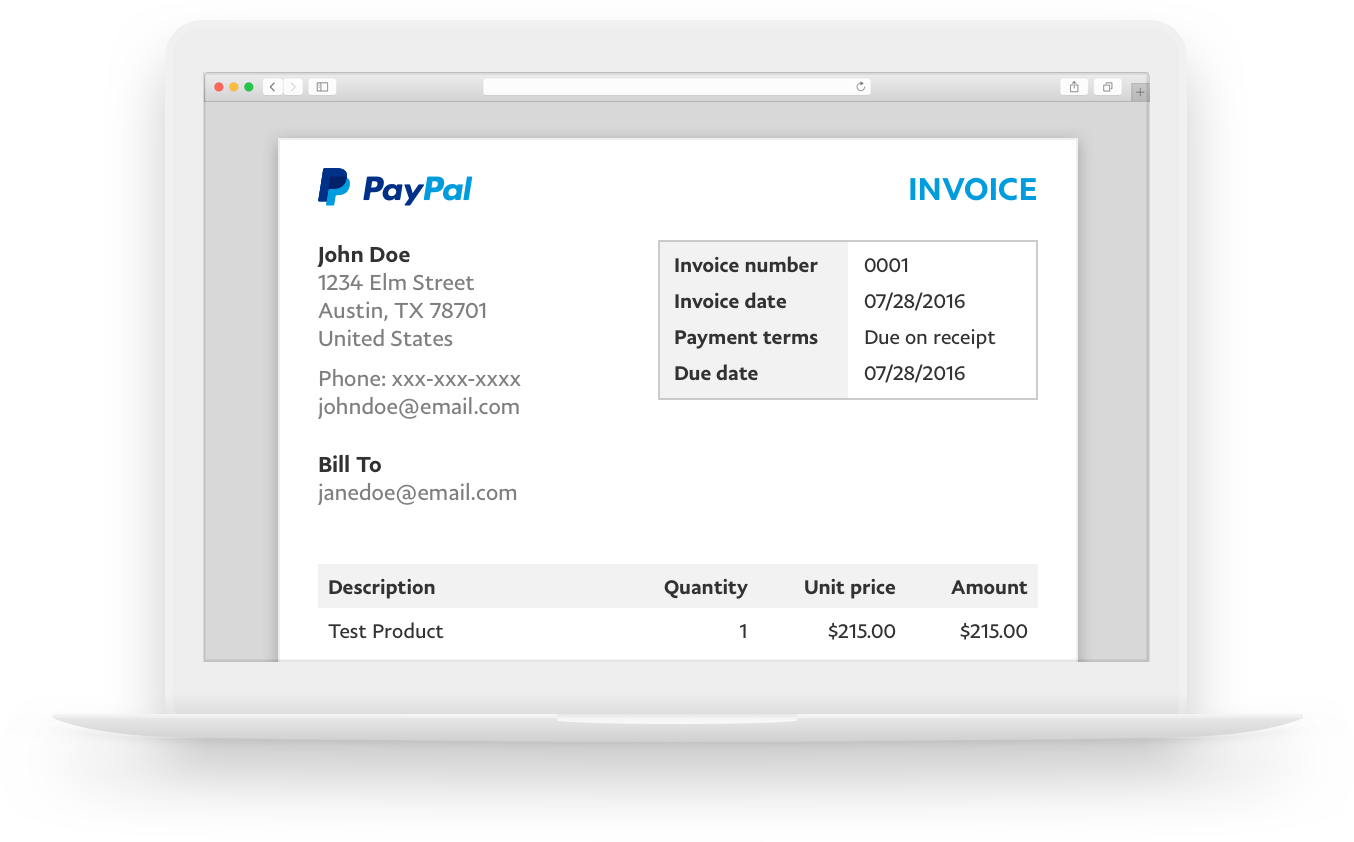 PayPal
INVOICE
John Doe
1234 Elm Street
Austin, TX 78701
United States
Phone: xxx-xxx-xxxx
johndoe@email.com
Invoice number 0001
Invoice date 07/28/2016
Payment terms Due on receipt
Due date 07/28/2016
Bill To
janedoe@email.com
Description Quantity Unit price Amount
Test Product 1 $215.00 $215.00